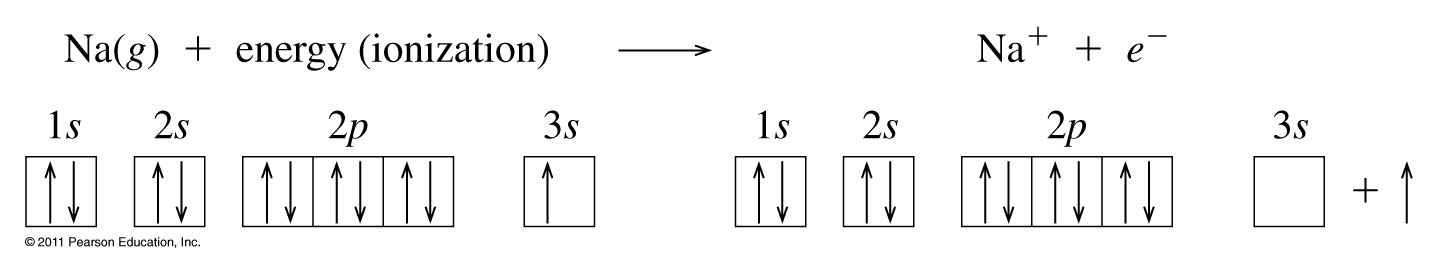 Na(g) + energy (ionization) ⟶ Na⁺ + e⁻
1s 2s 2p 3s 1s 2s 2p 3s
+
© 2011 Pearson Education, Inc.